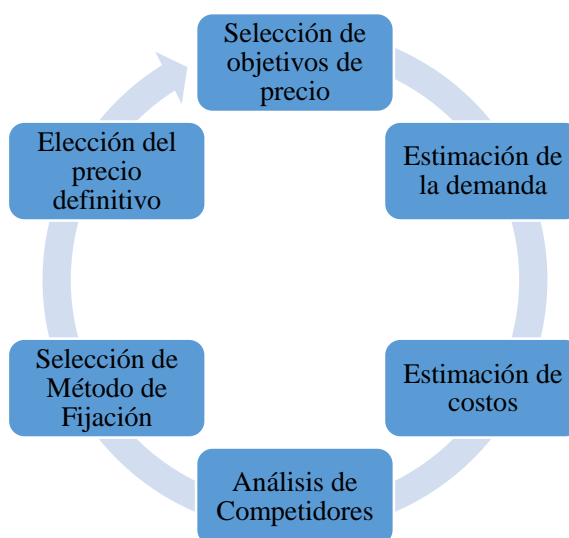 Selección de
objetivos de
precio
Estimación de
la demanda
Estimación de
costos
Análisis de
Competidores
Selección de
Método de
Fijación
Elección del
precio
definitivo